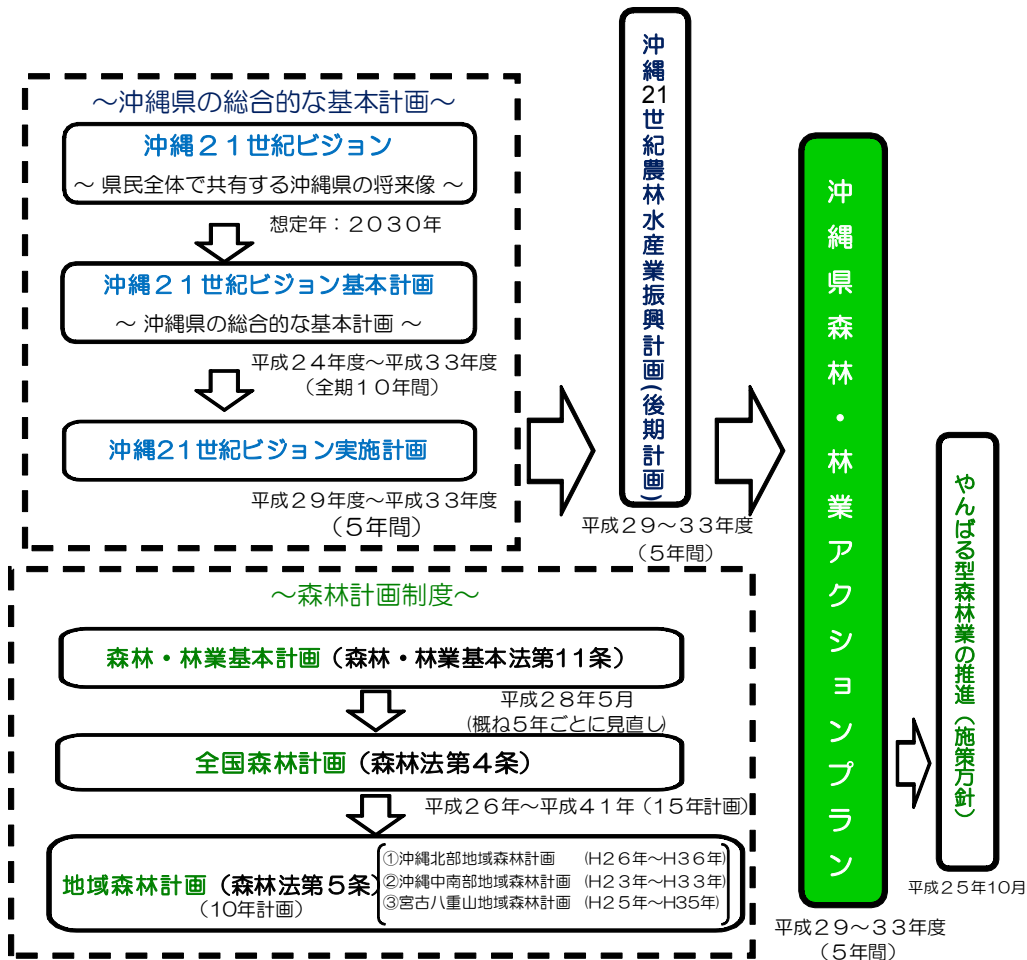 ~沖縄県の総合的な基本計画~
沖縄２１世紀ビジョン
~ 県民全体で共有する沖縄県の将来像 ~
想定年：２０３０年
沖縄２１世紀ビジョン基本計画
~ 沖縄県の総合的な基本計画 ~
平成２４年度~平成３３年度
（全期１０年間）
沖縄21世紀ビジョン実施計画
平成２９年度~平成３３年度
（５年間）
沖縄21世紀農林水産業振興計画(後期計画)
平成２９~３３年度
（５年間）
~森林計画制度~
森林・林業基本計画（森林・林業基本法第11条）
平成２８年５月
(概ね５年ごとに見直し)
全国森林計画（森林法第４条）
平成２６年~平成４１年（15年計画）
地域森林計画（森林法第５条）
（10年計画）
①沖縄北部地域森林計画　（H２６年~H３６年）
②沖縄中南部地域森林計画　（H２３年~H３３年）
③宮古八重山地域森林計画　（H２５年~H35年）
沖縄県森林・林業アクションプラン
平成２９~３３年度
（５年間）
やんばる型森林業の推進（施策方針）
平成２５年１０月